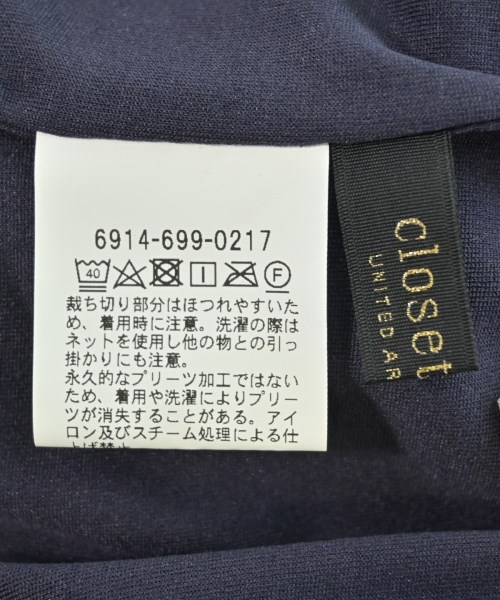 6914-699-0217
40
F
裁ち切り部分はほつれやすいた
め、着用時に注意。洗濯の際は
ネットを使用し他の物との引っ
掛かりにも注意。
永久的なプリーツ加工ではない
ため、着用や洗濯によりプリー
ツが消失することがある。アイ
ロン及びスチーム処理による仕
closet
UNITED AR